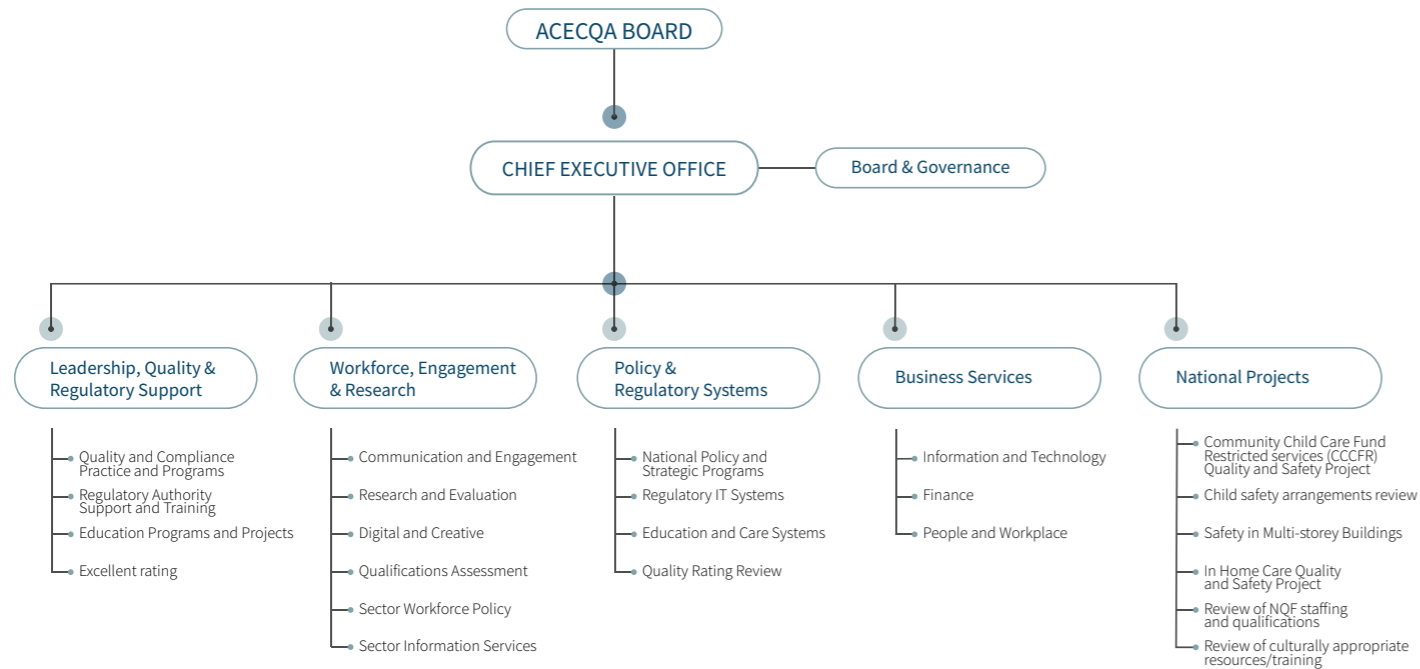 ACECQA BOARD
CHIEF EXECUTIVE OFFICE
Board & Governance
Leadership, Quality &
Regulatory Support
Quality and Compliance
Practice and Programs
Regulatory Authority
Support and Training
Education Programs and Projects
Excellent rating
Workforce, Engagement
& Research
Communication and Engagement
Research and Evaluation
Digital and Creative
Qualifications Assessment
Sector Workforce Policy
Sector Information Services
Policy &
Regulatory Systems
National Policy and
Strategic Programs
Regulatory IT Systems
Education and Care Systems
Quality Rating Review
Business Services
Information and Technology
Finance
People and Workplace
National Projects
Community Child Care Fund
Restricted services (CCCFR)
Quality and Safety Project
Child safety arrangements review
Safety in Multi-storey Buildings
In Home Care Quality
and Safety Project
Review of NQF staffing
and qualifications
Review of culturally appropriate
resources/training